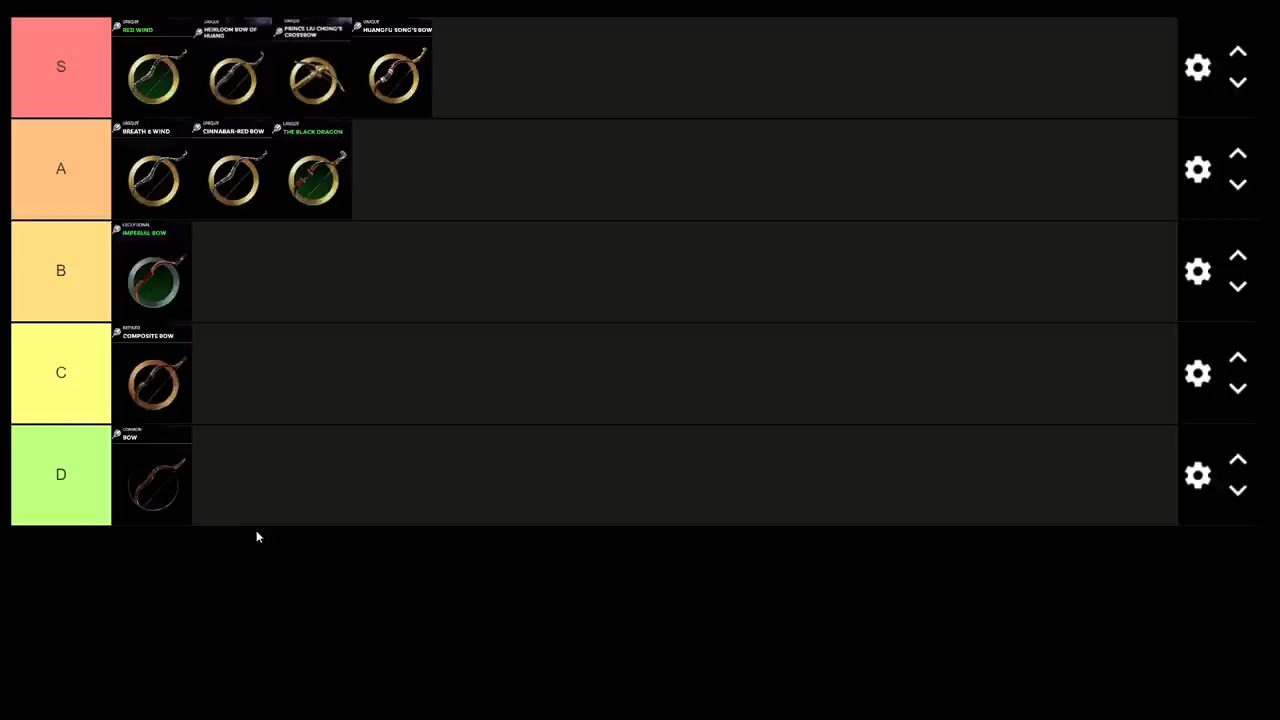 S
UNIQUE
RED WIND
UNIQUE
HEIRLOOM BOW OF
HUANG
UNIQUE
PRINCE LIU CHONG'S
CROSSBOW
UNIQUE
HUANGFU SONG'S BOW
A
UNIQUE
BREATH & WIND
UNIQUE
CINNABAR-RED BOW
UNIQUE
THE BLACK DRAGON
B
EXCEPTIONAL
IMPERIAL BOW
C
REFINED
COMPOSITE BOW
D
COMMON
BOW